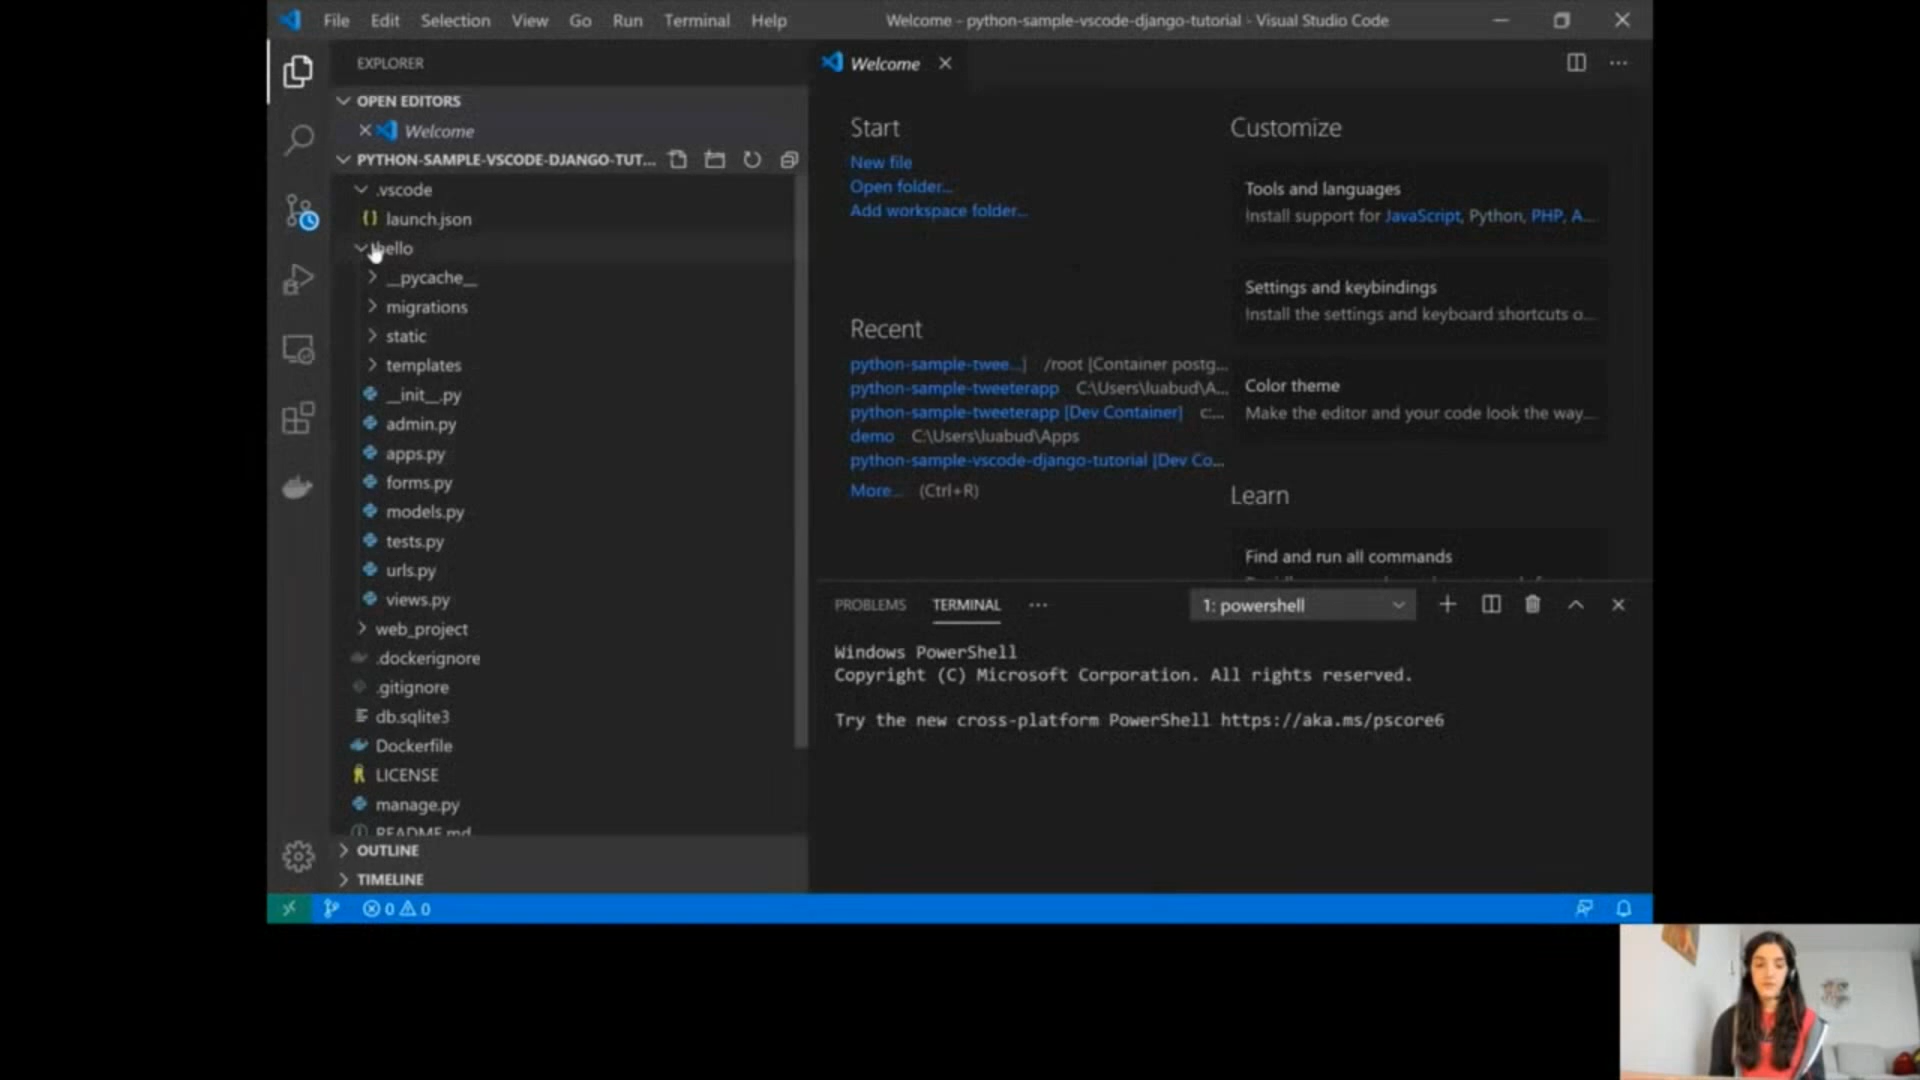 File Edit Selection View Go Run Terminal Help Welcome - python-sample-vscode-django-tutorial - Visual Studio Code
EXPLORER
OPEN EDITORS
Welcome
PYTHON-SAMPLE-VSCODE-DJANGO-TUT...
.vscode
launch.json
hello
__pycache__
migrations
static
templates
__init__.py
admin.py
apps.py
forms.py
models.py
tests.py
urls.py
views.py
web_project
.dockerignore
.gitignore
db.sqlite3
Dockerfile
LICENSE
manage.py
README.md
OUTLINE
TIMELINE
0 0
Welcome
Start
New file
Open folder...
Add workspace folder...
Recent
python-sample-twee...] /root [Container postg...
python-sample-tweeterapp C:\Users\luabud\A...
python-sample-tweeterapp [Dev Container] c:...
demo C:\Users\luabud\Apps
python-sample-vscode-django-tutorial [Dev Co...
More... (Ctrl+R)
Customize
Tools and languages
Install support for JavaScript, Python, PHP, A...
Settings and keybindings
Install the settings and keyboard shortcuts o...
Color theme
Make the editor and your code look the way...
Learn
Find and run all commands
PROBLEMS TERMINAL ... 1: powershell
Windows PowerShell
Copyright (C) Microsoft Corporation. All rights reserved.
Try the new cross-platform PowerShell https://aka.ms/pscore6